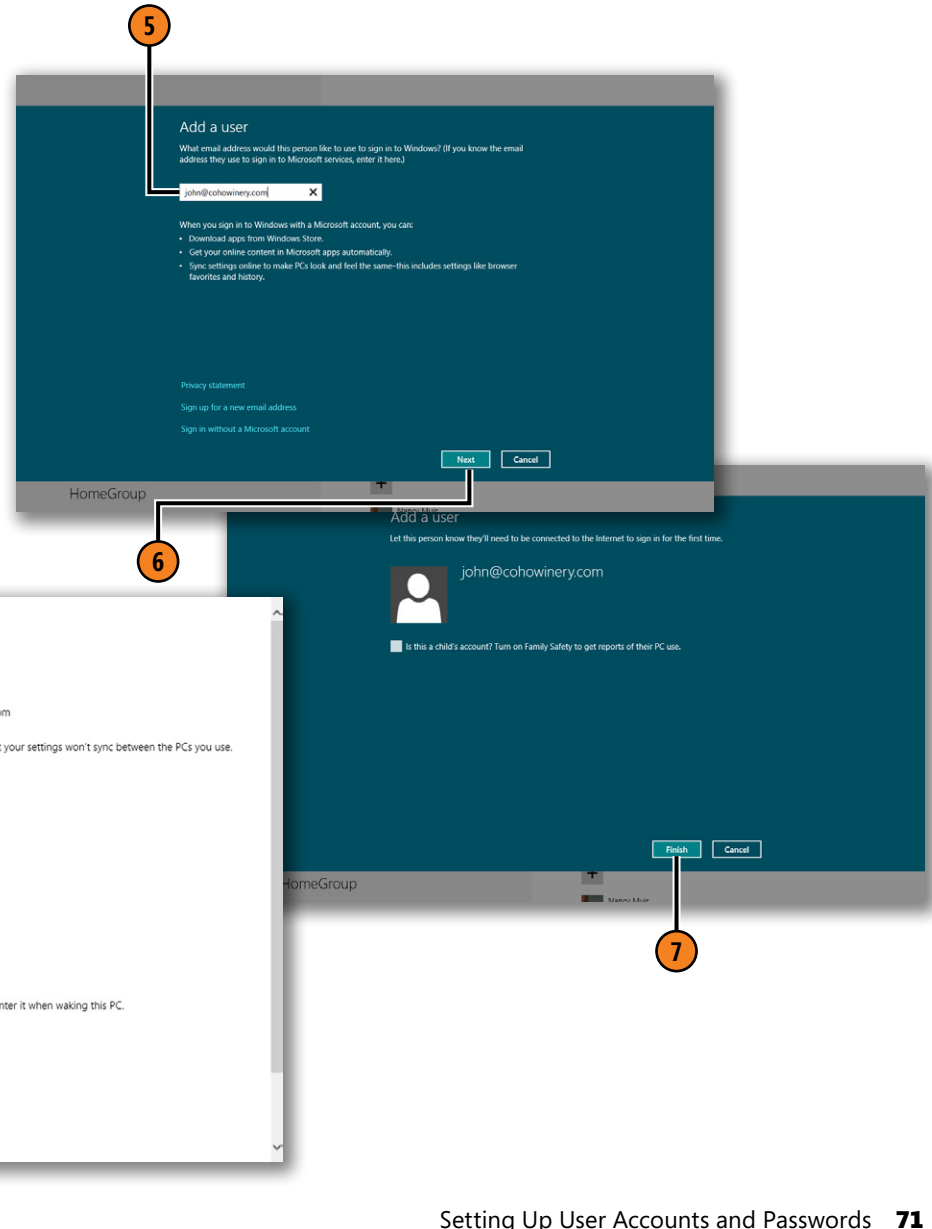 5
Add a user
What email address would this person like to use to sign in to Windows? (If you know the email
address they use to sign in to Microsoft services, enter it here.)
john@cohowinery.com
When you sign in to Windows with a Microsoft account, you can:
• Download apps from Windows Store.
• Get your online content in Microsoft apps automatically.
• Sync settings online to make PCs look and feel the same–this includes settings like browser
favorites and history.
Privacy statement
Sign up for a new email address
Sign in without a Microsoft account
Next Cancel
HomeGroup
6
Add a user
Let this person know they'll need to be connected to the Internet to sign in for the first time.
john@cohowinery.com
Is this a child's account? Turn on Family Safety to get reports of their PC use.
your settings won't sync between the PCs you use.
Finish Cancel
HomeGroup
Nancy Muir
7
it when waking this PC.
Setting Up User Accounts and Passwords 71